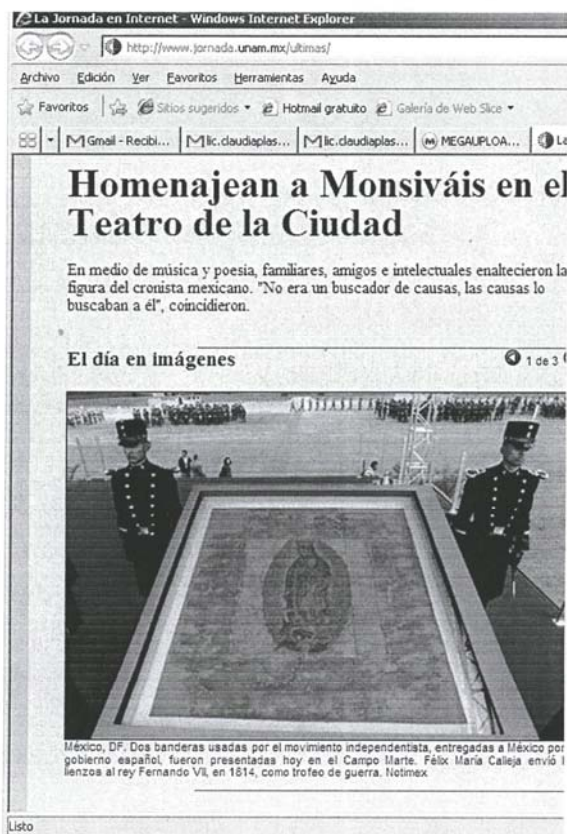 La Jornada en Internet - Windows Internet Explorer
http://www.jornada.unam.mx/ultimas/
Archivo Edición Ver Favoritos Herramientas Ayuda
Favoritos Sitios sugeridos Hotmail gratuito Galería de Web Slice
Gmail - Recibi... lic.claudiaplas... lic.claudiaplas... MEGAUPLOA... La
Homenajean a Monsiváis en el
Teatro de la Ciudad
En medio de música y poesia, familiares, amigos e intelectuales enaltecieron la
figura del cronista mexicano. "No era un buscador de causas, las causas lo
buscaban a él", coincidieron.
El día en imágenes 1 de 3
México, DF. Dos banderas usadas por el movimiento independentista, entregadas a México por
gobierno español, fueron presentadas hoy en el Campo Marte. Félix María Calleja envió l
lienzos al rey Fernando VII, en 1814, como trofeo de guerra. Notimex
Listo